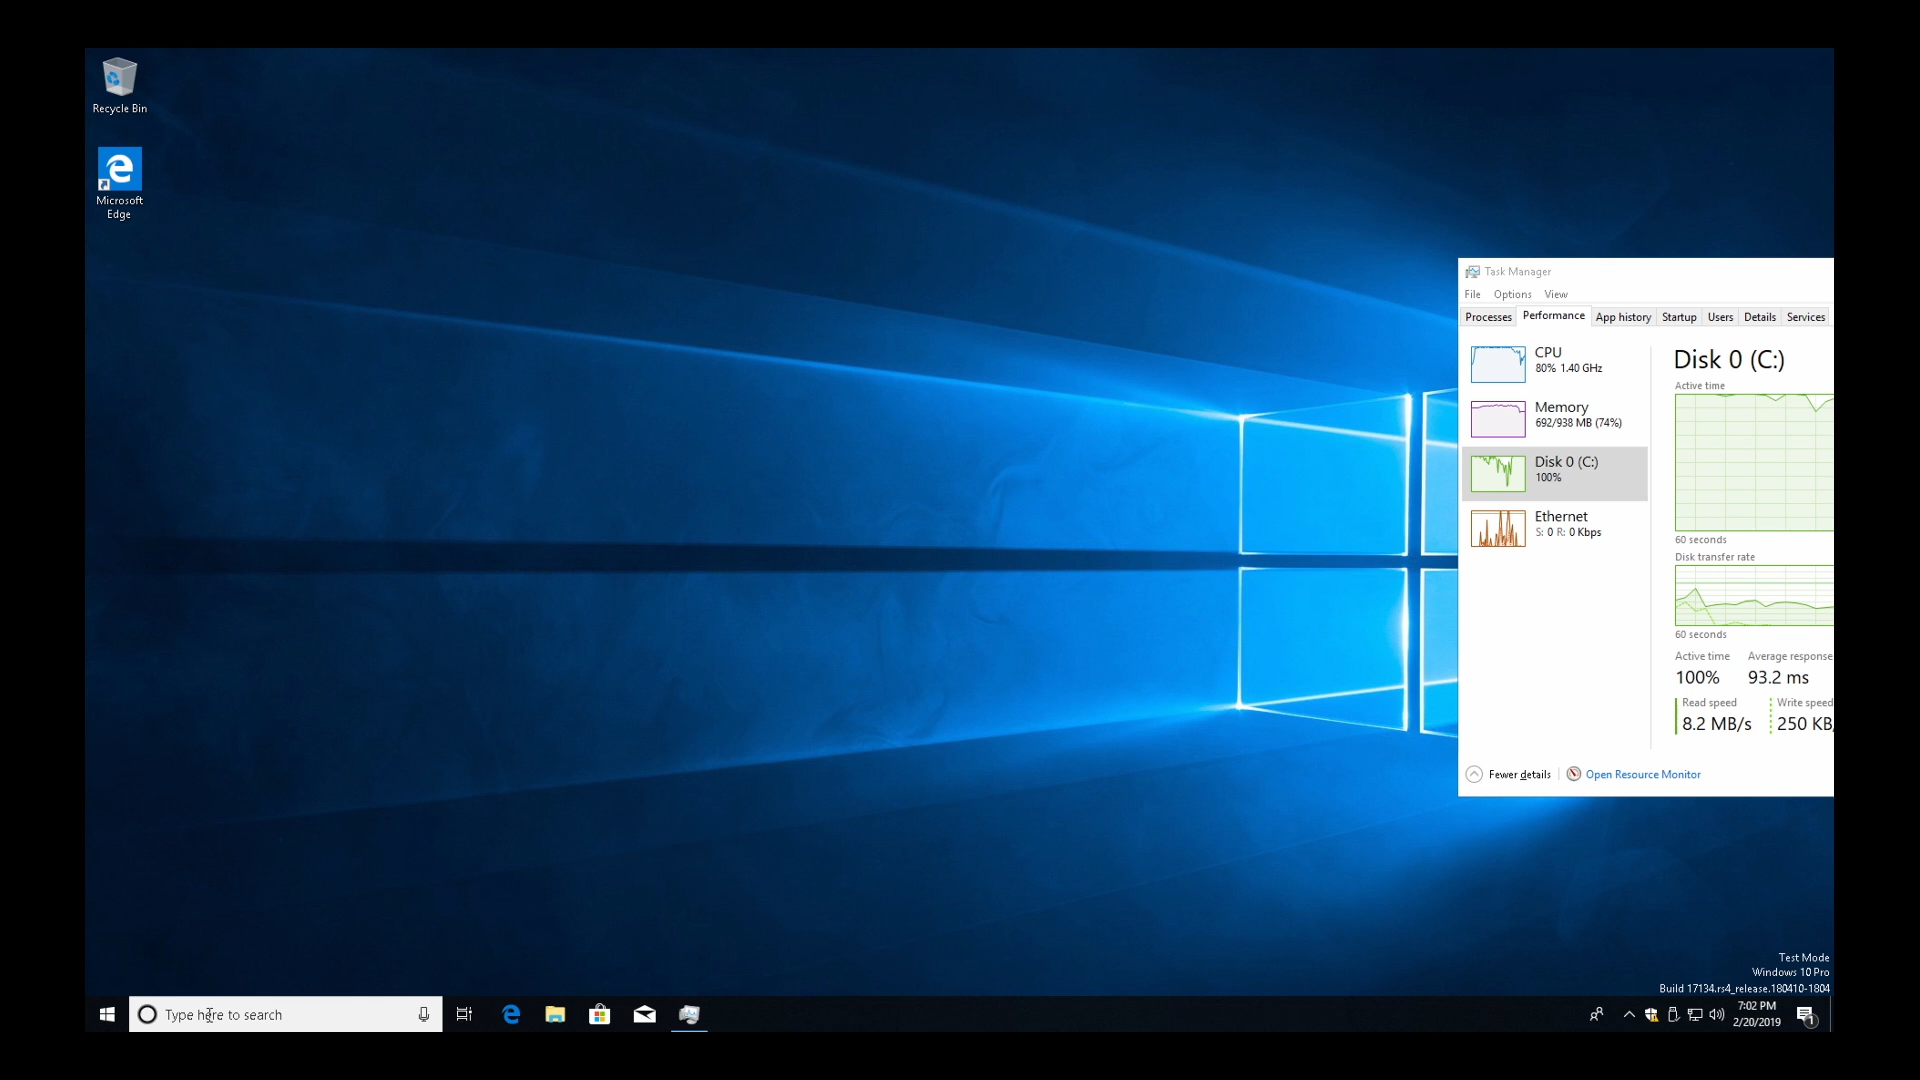 Recycle Bin
Microsoft
Edge
Task Manager
File Options View
Processes Performance App history Startup Users Details Services
CPU
80% 1.40 GHz
Memory
692/938 MB (74%)
Disk 0 (C:)
100%
Ethernet
S: 0 R: 0 Kbps
Disk 0 (C:)
Active time
60 seconds
Disk transfer rate
60 seconds
Active time Average response
100% 93.2 ms
Read speed Write speed
8.2 MB/s 250 KB/
Fewer details Open Resource Monitor
Test Mode
Windows 10 Pro
Build 17134.rs4_release.180410-1804
Type here to search
7:02 PM
2/20/2019
1